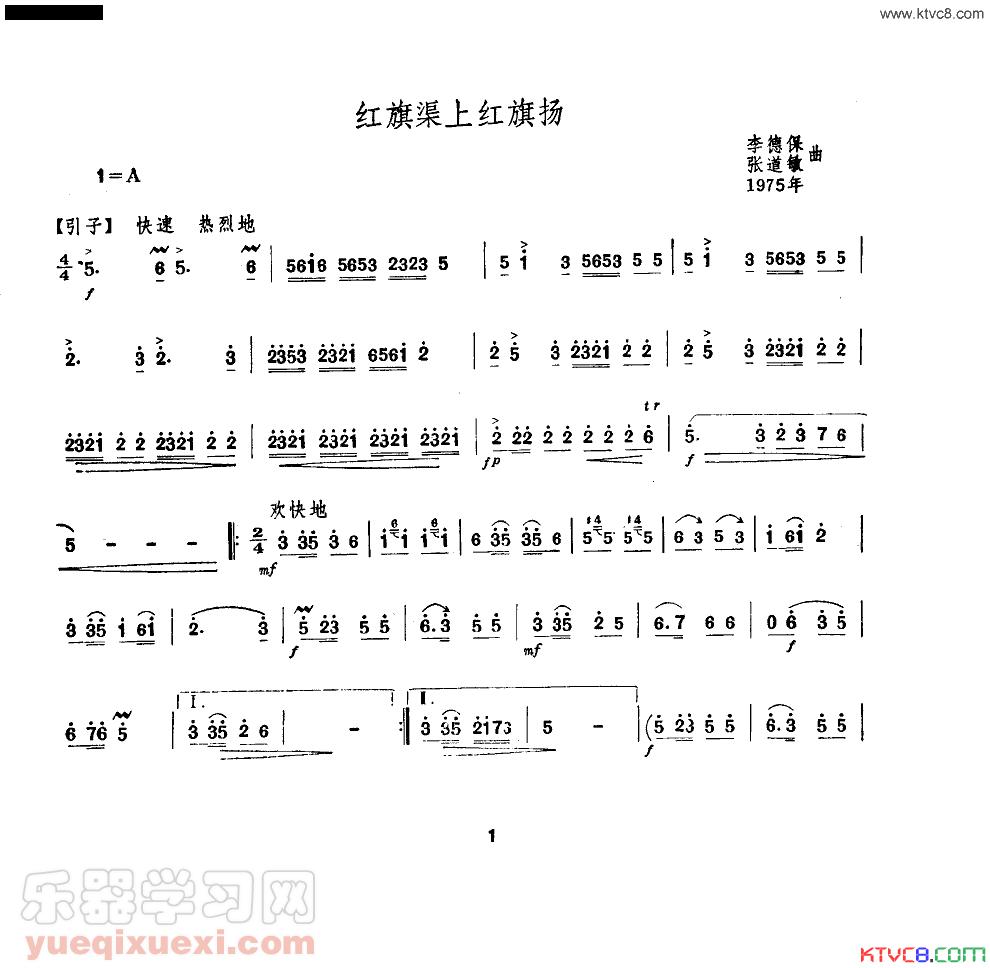 www.ktvc8.com
红旗渠上红旗扬
李德保
张道敏 曲
1975年
1=A
【引子】 快速 热烈地
4/4 5. 6 5. 6 | 5616 5653 2323 5 | 5 1 3 5653 5 5 | 5 1 3 5653 5 5 |
f
2. 3 2. 3 | 2353 2321 6561 2 | 2 5 3 2321 2 2 | 2 5 3 2321 2 2 |
tr
2321 2 2 2321 2 2 | 2321 2321 2321 2321 | 2 22 2 2 2 2 2 6 | 5. 3 2 3 7 6 |
fp f
欢快地
5 - - - |: 2/4 3 35 3 6 | 1 6 1 1 6 1 | 6 35 35 6 | 5 #4 5 5 #4 5 | 6 3 5 3 | 1 61 2 |
mf
3 35 1 61 | 2. 3 | 5 23 5 5 | 6.3 5 5 | 3 35 2 5 | 6.7 6 6 | 0 6 3 5 |
f mf f
I. I.
6 76 5 | 3 35 2 6 | - :| 3 35 2173 | 5 - | (5 23 5 5 | 6.3 5 5 |
f
1
乐器学习网
yueqixuexi.com
KTVC8.COM